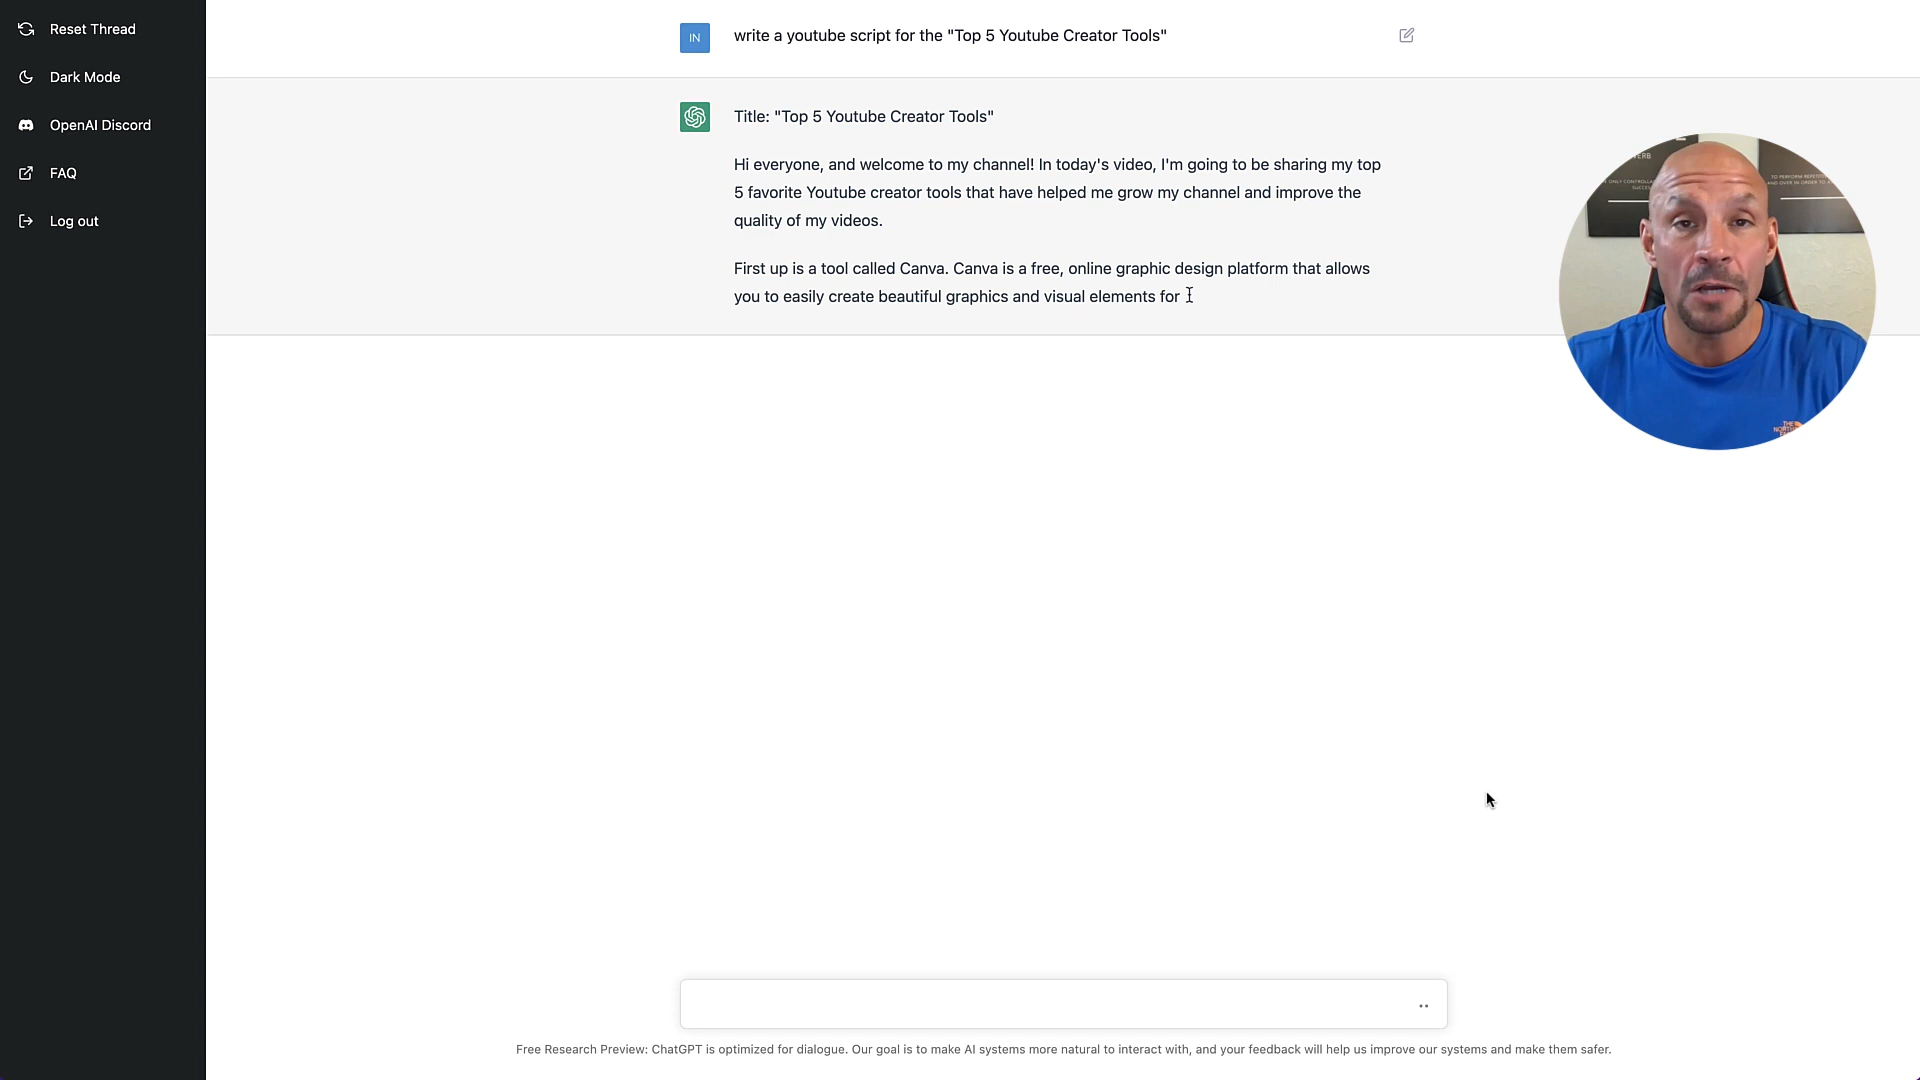 Reset Thread
Dark Mode
OpenAI Discord
FAQ
Log out
IN
write a youtube script for the "Top 5 Youtube Creator Tools"
Title: "Top 5 Youtube Creator Tools"
Hi everyone, and welcome to my channel! In today's video, I'm going to be sharing my top
5 favorite Youtube creator tools that have helped me grow my channel and improve the
quality of my videos.
First up is a tool called Canva. Canva is a free, online graphic design platform that allows
you to easily create beautiful graphics and visual elements for
THE
Free Research Preview: ChatGPT is optimized for dialogue. Our goal is to make AI systems more natural to interact with, and your feedback will help us improve our systems and make them safer.